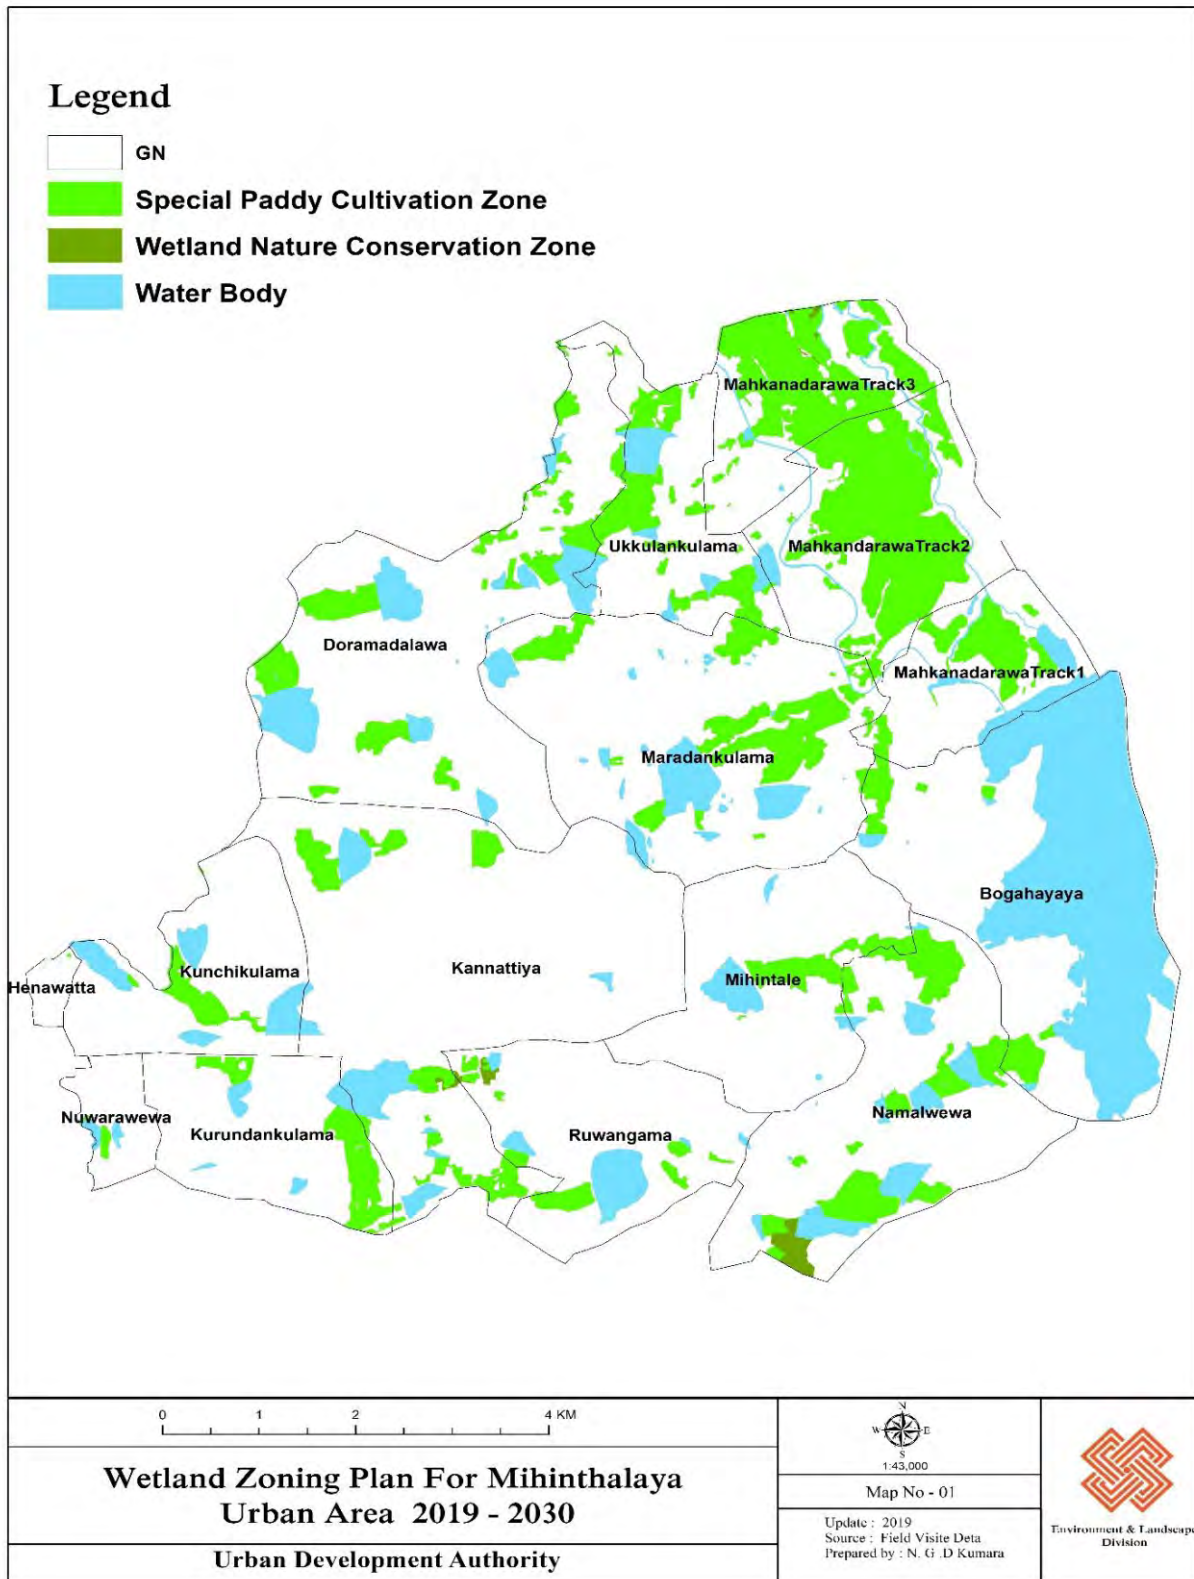 Legend
GN
Special Paddy Cultivation Zone
Wetland Nature Conservation Zone
Water Body
MahkanadarawaTrack3
Ukkulankulama
MahkandarawaTrack2
Doramadalawa
MahkanadarawaTrack1
Maradankulama
Bogahayaya
Kunchikulama
Kannattiya
Mihintale
Henawatta
Nuwarawewa
Kurundankulama
Ruwangama
Namalwewa
0 1 2 4 KM
Wetland Zoning Plan For Mihinthalaya
Urban Area 2019 - 2030
Urban Development Authority
N
W E
S
1:43,000
Map No - 01
Update : 2019
Source : Field Visite Deta
Prepared by : N. G .D Kumara
Environment & Landscape
Division